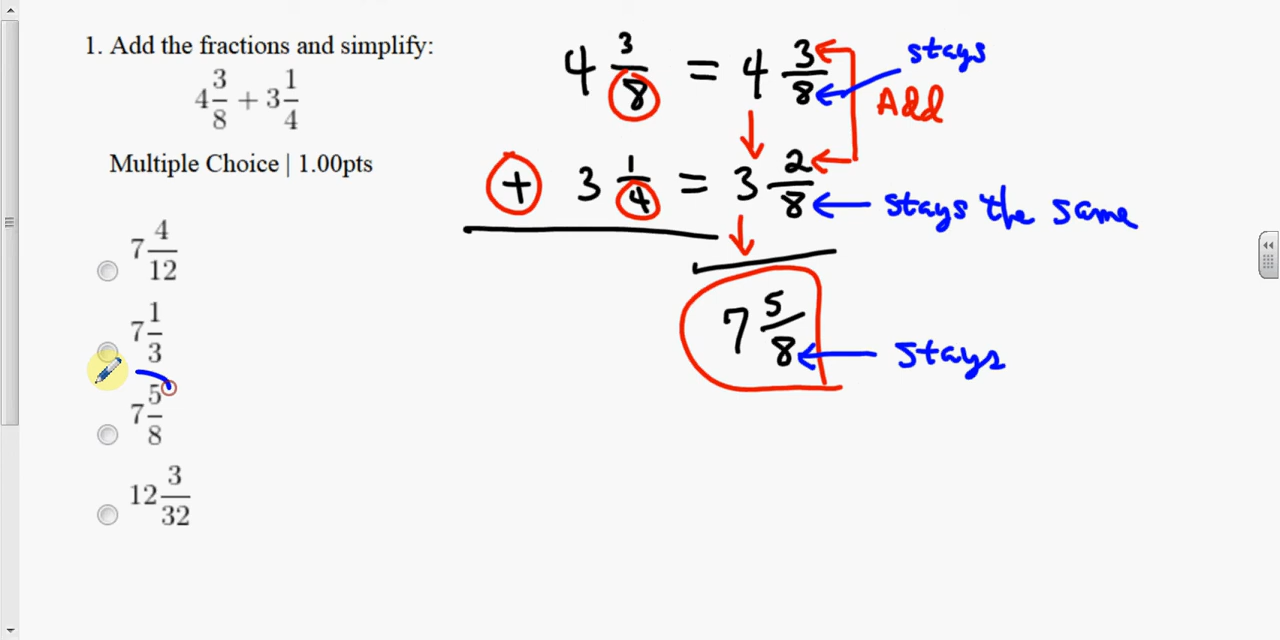 1. Add the fractions and simplify:
4 3/8 + 3 1/4
Multiple Choice | 1.00pts
7 4/12
7 1/3
7 5/8
12 3/32
4 3/8 = 4 3/8 stays
Add
+ 3 1/4 = 3 2/8 stays the same
7 5/8 stays